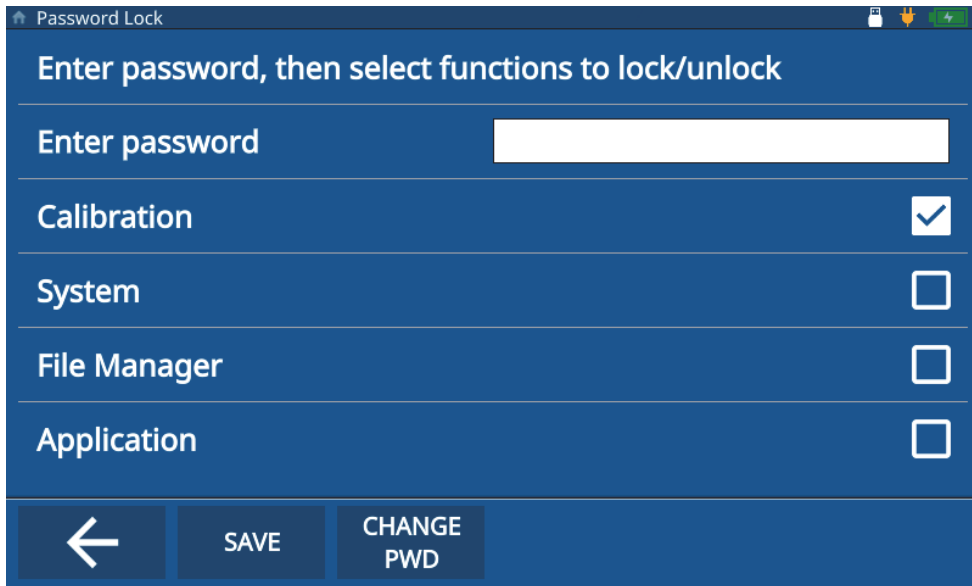 Password Lock
Enter password, then select functions to lock/unlock
Enter password
Calibration
System
File Manager
Application
SAVE
CHANGE
PWD